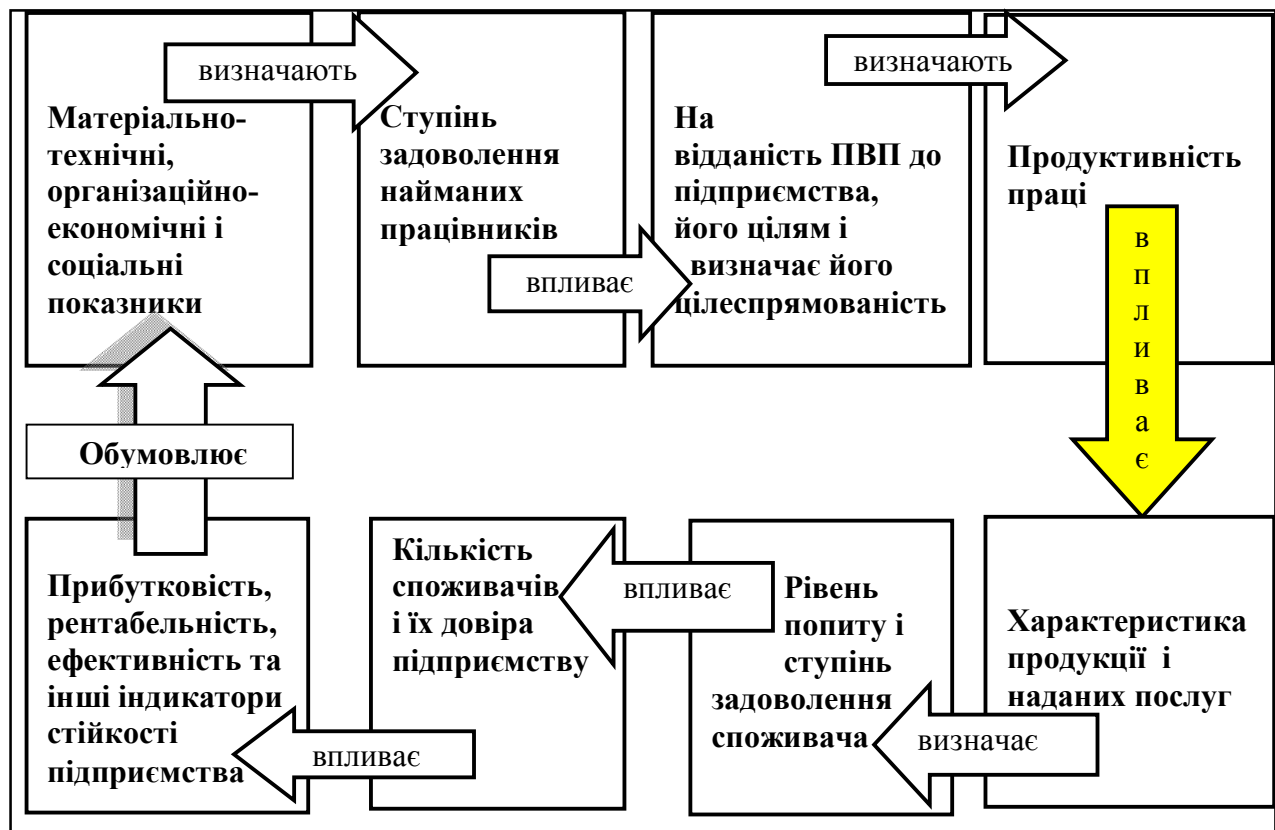 визначають
Матеріально-
технічні,
організаційно-
економічні і
соціальні
показники
Ступінь
задоволення
найманих
працівників
впливає
На
відданість ПВП до
підприємства,
його цілям і
визначає його
цілеспрямованість
визначають
Продуктивність
праці
впливає
Характеристика
продукції і
наданих послуг
визначає
Рівень
попиту і
ступінь
задоволення
споживача
впливає
Кількість
споживачів
і їх довіра
підприємству
впливає
Прибутковість,
рентабельність,
ефективність та
інші індикатори
стійкості
підприємства
Обумовлює